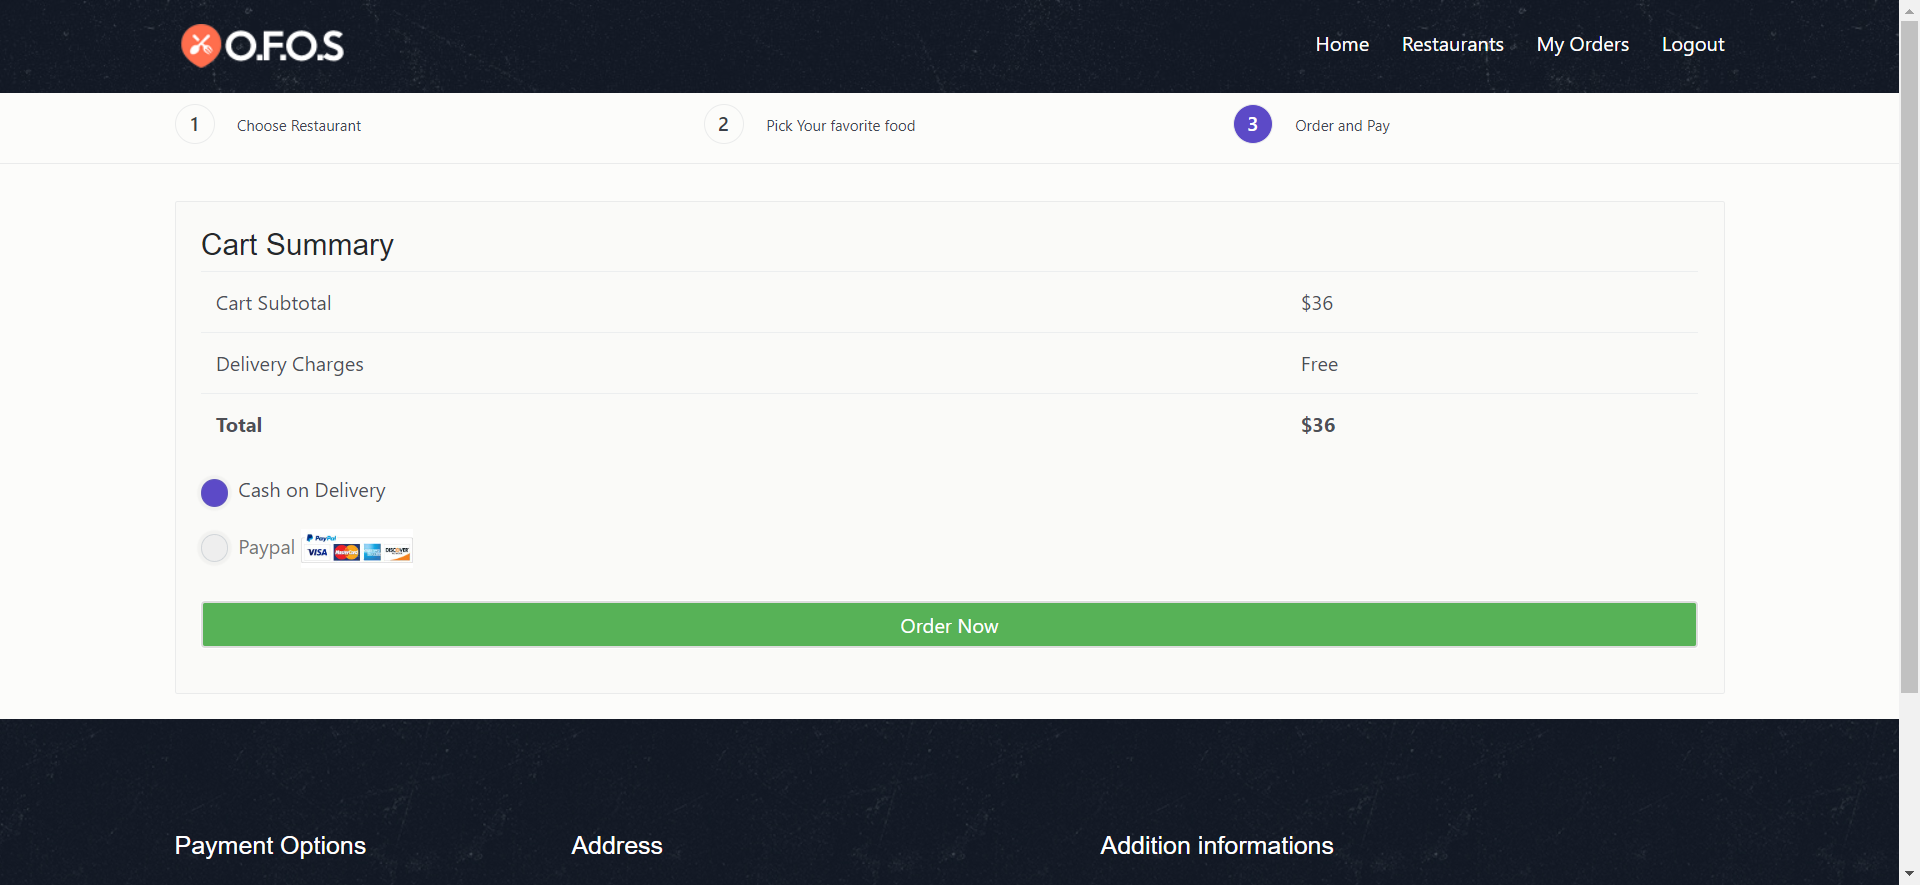 O.F.O.S
Home Restaurants My Orders Logout
1 Choose Restaurant 2 Pick Your favorite food 3 Order and Pay
Cart Summary
Cart Subtotal $36
Delivery Charges Free
Total $36
Cash on Delivery
Paypal PayPal VISA MasterCard DISCOVER
Order Now
Payment Options Address Addition informations